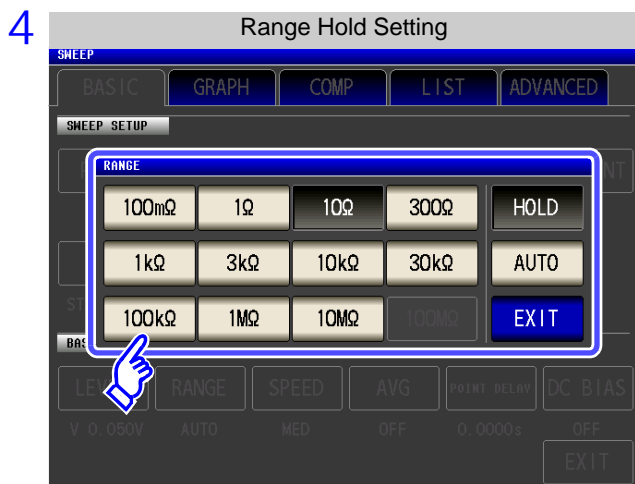 4
Range Hold Setting
SWEEP
BASIC GRAPH COMP LIST ADVANCED
SWEEP SETUP
RANGE
100mΩ 1Ω 10Ω 300Ω HOLD
1kΩ 3kΩ 10kΩ 30kΩ AUTO
100kΩ 1MΩ 10MΩ 100MΩ EXIT
RANGE SPEED AVG POINT DELAY DC BIAS
V 0.050V AUTO MED OFF 0.0000s OFF
EXIT